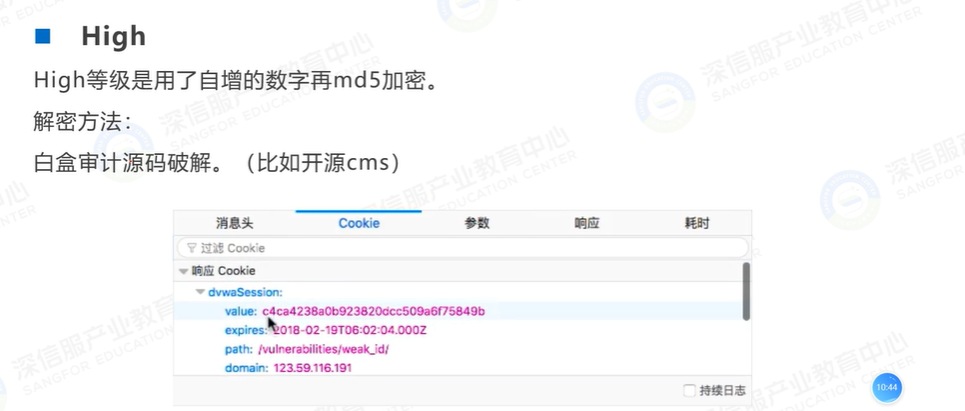 High
High等级是用了自增的数字再md5加密。
解密方法：
白盒审计源码破解。（比如开源cms）
消息头 Cookie 参数 响应 耗时
过滤 Cookie
响应 Cookie
dvwaSession:
value: c4ca4238a0b923820dcc509a6f75849b
expires: 2018-02-19T06:02:04.000Z
path: /vulnerabilities/weak_id/
domain: 123.59.116.191
持续日志
10:44
深信服产业教育中心
SANGFOR EDUCATION CENTER